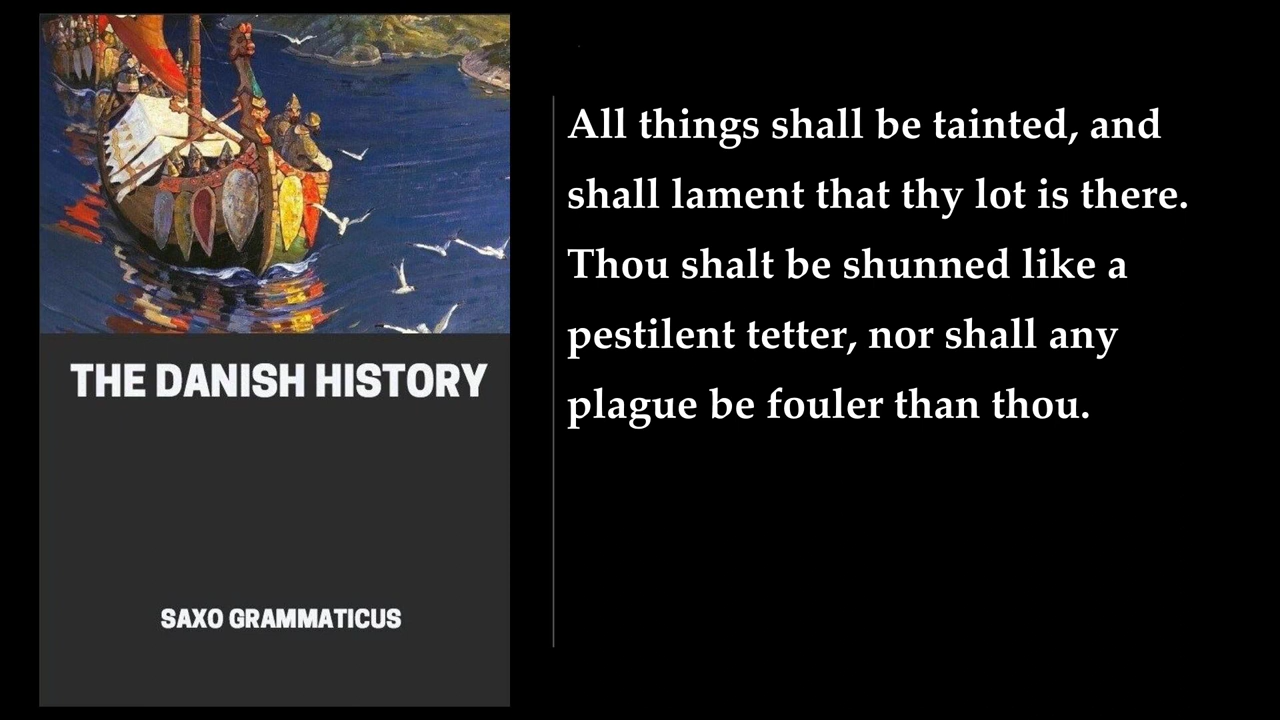 THE DANISH HISTORY
SAXO GRAMMATICUS
All things shall be tainted, and
shall lament that thy lot is there.
Thou shalt be shunned like a
pestilent tetter, nor shall any
plague be fouler than thou.